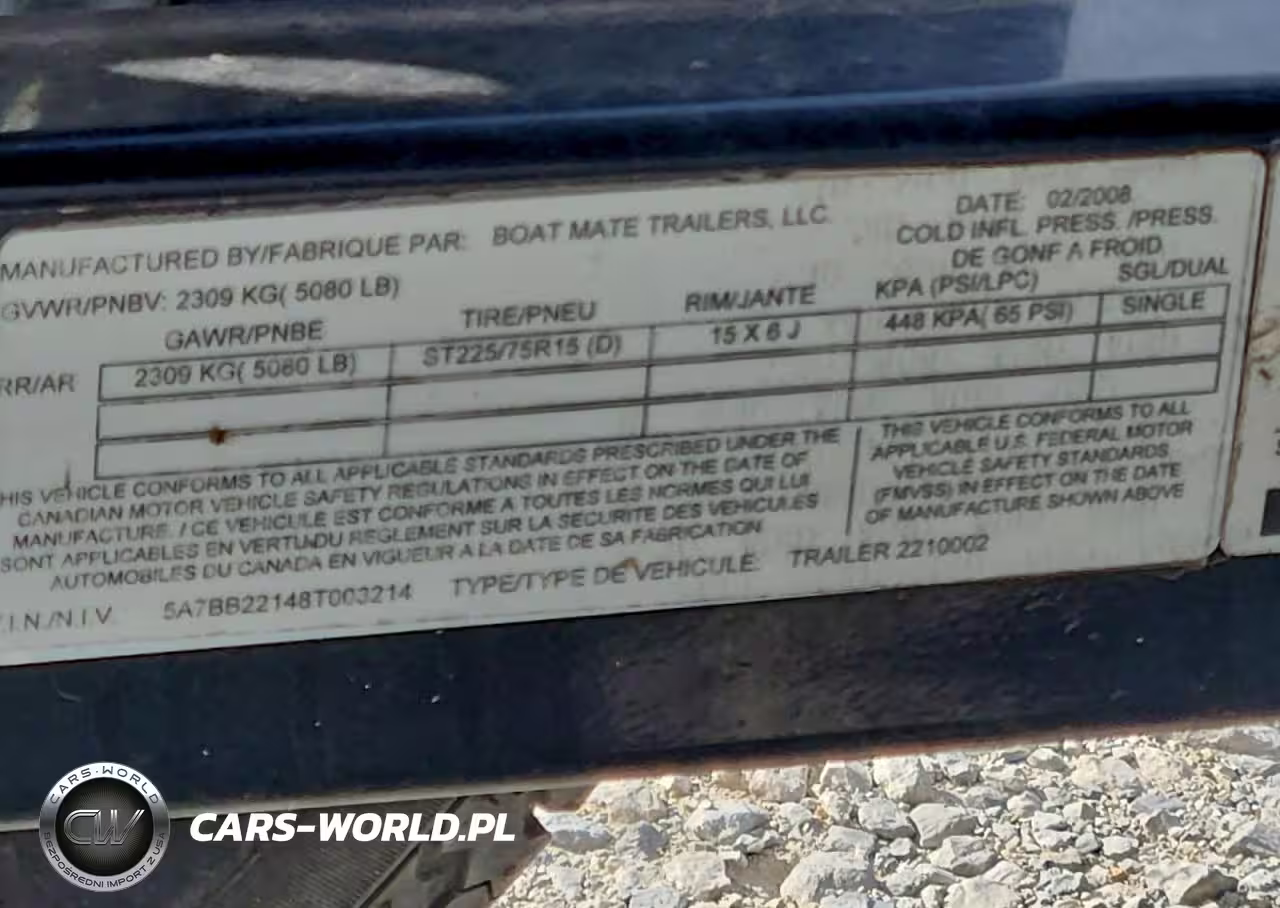 MANUFACTURED BY/FABRIQUE PAR: BOAT MATE TRAILERS, LLC. DATE: 02/2008
GVWR/PNBV: 2309 KG( 5080 LB) COLD INFL. PRESS. /PRESS.
DE GONF A FROID
GAWR/PNBE TIRE/PNEU RIM/JANTE KPA (PSI/LPC) SGL/DUAL
RR/AR 2309 KG( 5080 LB) ST225/75R15 (D) 15 X 6 J 448 KPA( 65 PSI) SINGLE
HIS VEHICLE CONFORMS TO ALL APPLICABLE STANDARDS PRESCRIBED UNDER THE
CANADIAN MOTOR VEHICLE SAFETY REGULATIONS IN EFFECT ON THE DATE OF
MANUFACTURE. / CE VEHICULE EST CONFORME A TOUTES LES NORMES QUI LUI
SONT APPLICABLES EN VERTU DU REGLEMENT SUR LA SECURITE DES VEHICULES
AUTOMOBILES DU CANADA EN VIGUEUR A LA DATE DE SA FABRICATION
THIS VEHICLE CONFORMS TO ALL
APPLICABLE U.S. FEDERAL MOTOR
VEHICLE SAFETY STANDARDS
(FMVSS) IN EFFECT ON THE DATE
OF MANUFACTURE SHOWN ABOVE
.I.N./N.I.V. 5A7BB22148T003214 TYPE/TYPE DE VEHICULE: TRAILER 2210002
CARS-WORLD
CW
BEZPOŚREDNI IMPORT Z USA
CARS-WORLD.PL